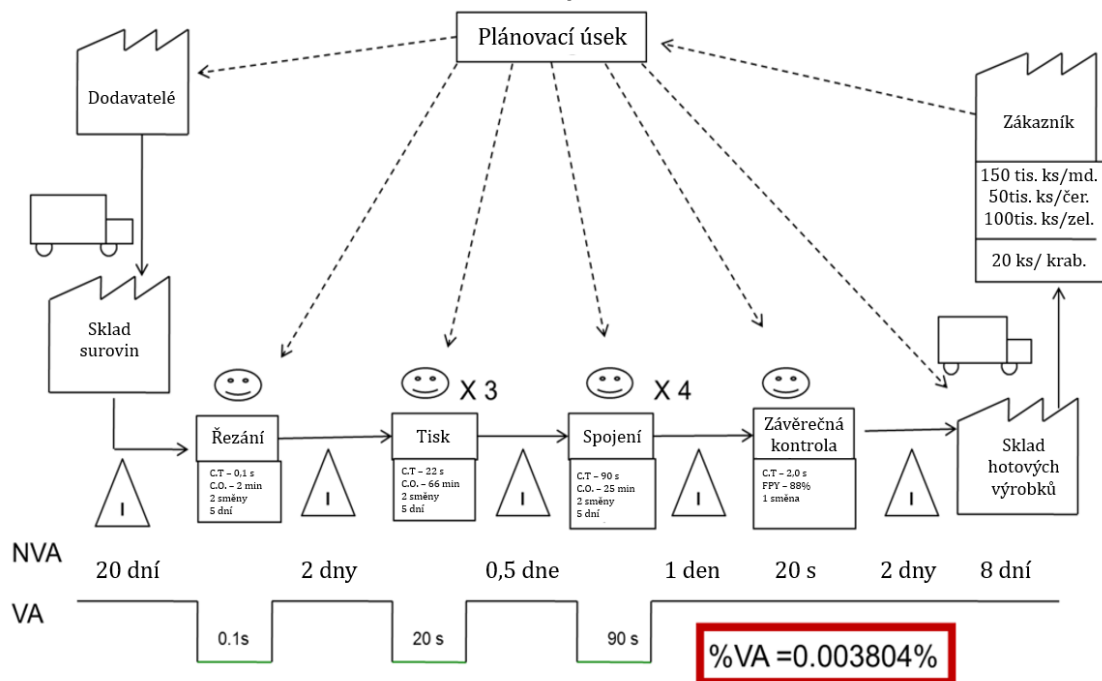 Plánovací úsek
Dodavatelé
Zákazník
150 tis. ks/md.
50tis. ks/čer.
100tis. ks/zel.
20 ks/ krab.
Sklad
surovin
X 3
X 4
Řezání
C.T – 0,1 s
C.O. – 2 min
2 směny
5 dní
Tisk
C.T – 22 s
C.O. – 66 min
2 směny
5 dní
Spojení
C.T – 90 s
C.O. – 25 min
2 směny
5 dní
Závěrečná
kontrola
C.T – 2,0 s
FPY – 88%
1 směna
Sklad
hotových
výrobků
I
I
I
I
I
NVA
20 dní
2 dny
0,5 dne
1 den
20 s
2 dny
8 dní
VA
0.1s
20 s
90 s
%VA =0.003804%